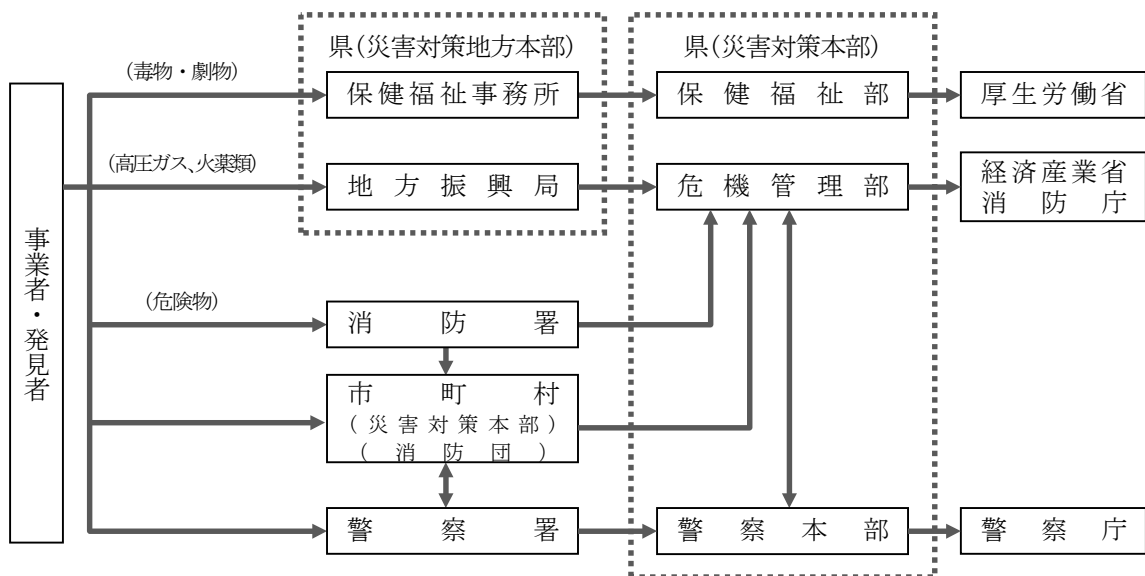 県(災害対策地方本部)
県(災害対策本部)
(毒物・劇物)
保健福祉事務所
保健福祉部
厚生労働省
(高圧ガス、火薬類)
地方振興局
危機管理部
経済産業省
消防庁
事業者・発見者
(危険物)
消防署
市町村
(災害対策本部)
(消防団)
警察署
警察本部
警察庁